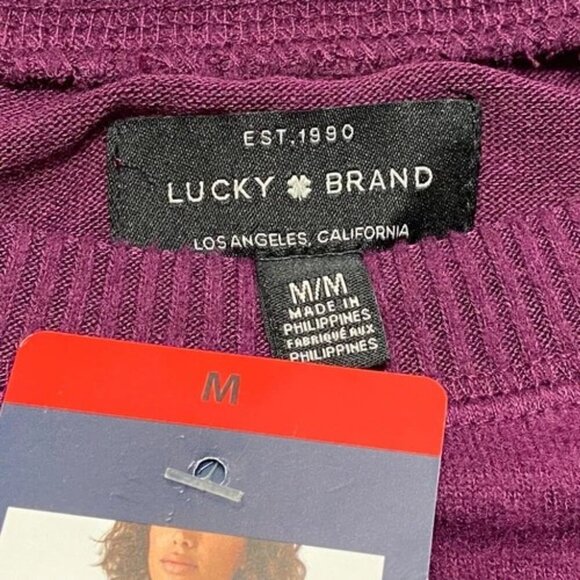 EST.1990
LUCKY BRAND
LOS ANGELES, CALIFORNIA
M/M
MADE IN
PHILIPPINES
FABRIQUÉ AUX
PHILIPPINES
M